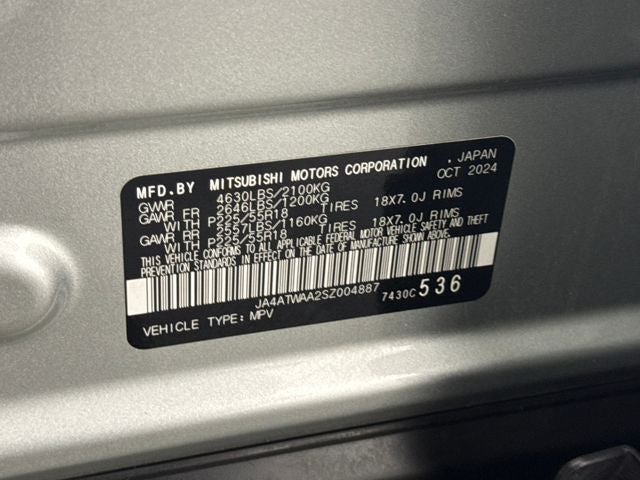 MFD.BY MITSUBISHI MOTORS CORPORATION . JAPAN
GVWR 4630LBS/2100KG OCT 2024
GAWR FR 2646LBS/1200KG
WITH P225/55R18 TIRES 18X7.0J RIMS
GAWR RR 2557LBS/1160KG
WITH P225/55R18 TIRES 18X7.0J RIMS
THIS VEHICLE CONFORMS TO ALL APPLICABLE FEDERAL MOTOR VEHICLE SAFETY AND THEFT
PREVENTION STANDARDS IN EFFECT ON THE DATE OF MANUFACTURE SHOWN ABOVE.
JA4ATWAA2SZ004887 7430C 536
VEHICLE TYPE:MPV